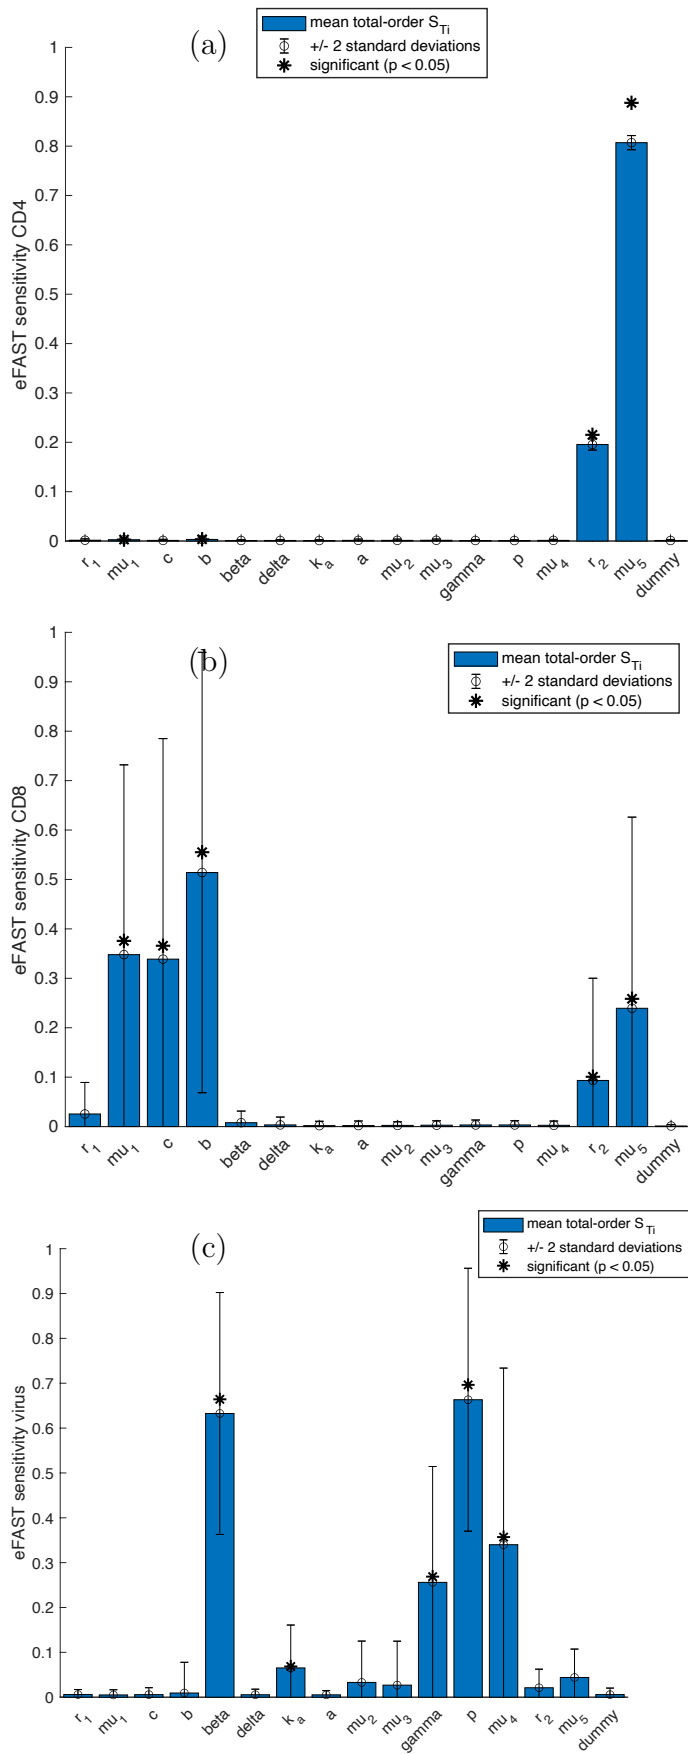 (a)
mean total-order S_Ti
+/- 2 standard deviations
significant (p < 0.05)
eFAST sensitivity CD4
1
0.9
0.8
0.7
0.6
0.5
0.4
0.3
0.2
0.1
0
r_1 mu_1 c b beta delta k_a a mu_2 mu_3 gamma p mu_4 r_2 mu_5 dummy
(b)
mean total-order S_Ti
+/- 2 standard deviations
significant (p < 0.05)
eFAST sensitivity CD8
1
0.9
0.8
0.7
0.6
0.5
0.4
0.3
0.2
0.1
0
r_1 mu_1 c b beta delta k_a a mu_2 mu_3 gamma p mu_4 r_2 mu_5 dummy
(c)
mean total-order S_Ti
+/- 2 standard deviations
significant (p < 0.05)
eFAST sensitivity virus
1
0.9
0.8
0.7
0.6
0.5
0.4
0.3
0.2
0.1
0
r_1 mu_1 c b beta delta k_a a mu_2 mu_3 gamma p mu_4 r_2 mu_5 dummy